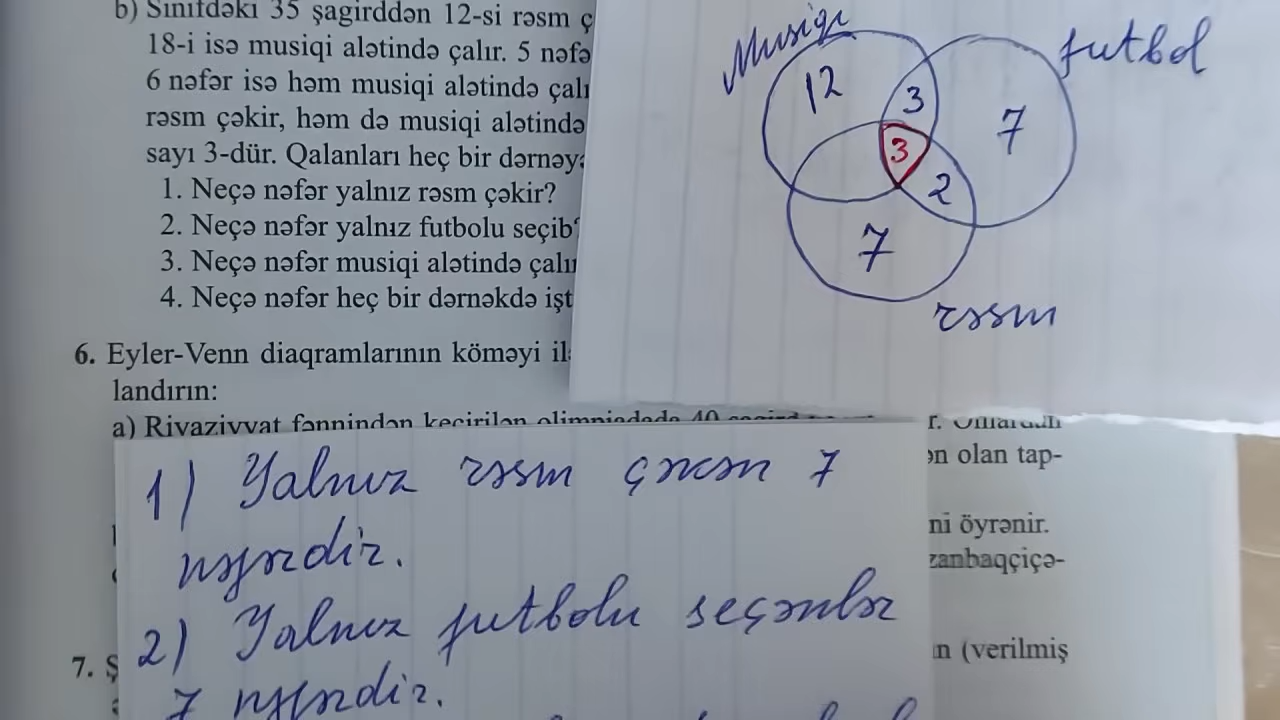 b) Sinifdəki 35 şagirddən 12-si rəsm ç
18-i isə musiqi alətində çalır. 5 nəfə
6 nəfər isə həm musiqi alətində çalı
rəsm çəkir, həm də musiqi alətində
sayı 3-dür. Qalanları heç bir dərnəyə
1. Neçə nəfər yalnız rəsm çəkir?
2. Neçə nəfər yalnız futbolu seçib
3. Neçə nəfər musiqi alətində çalır
4. Neçə nəfər heç bir dərnəkdə işt
Musiqi
futbol
12
3
7
3
2
7
rəsm
6. Eyler-Venn diaqramlarının köməyi il
landırın:
a) Riyaziyyat fənnindən keçirilən olimpiadada 40
r. Onlardan
ən olan tap-
ni öyrənir.
zanbaqçiçə-
n (verilmiş
7. Ş
1) Yalnız rəsm çəkən 7
nəfərdir.
2) Yalnız futbolu seçənlər
7 nəfərdir.